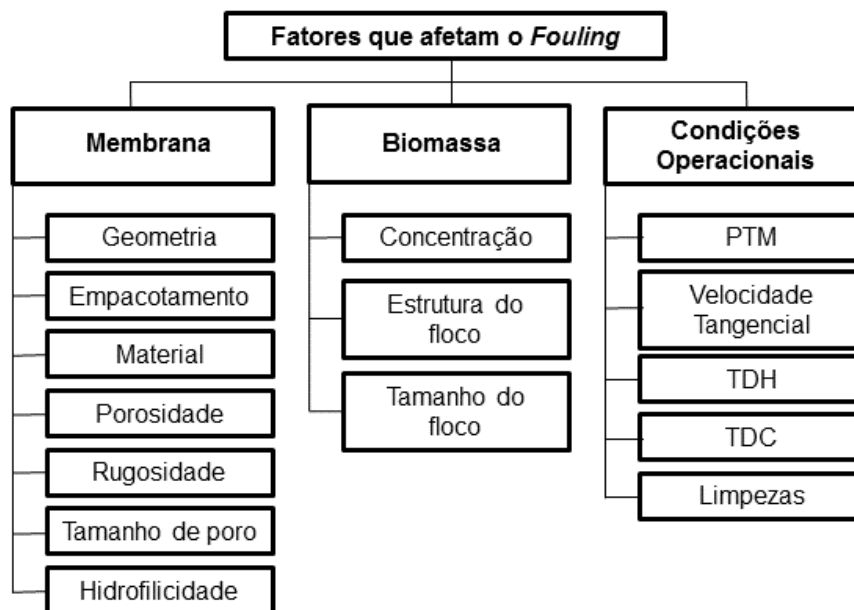 Fatores que afetam o Fouling
Membrana
Geometria
Empacotamento
Material
Porosidade
Rugosidade
Tamanho de poro
Hidrofilicidade
Biomassa
Concentração
Estrutura do
floco
Tamanho do
floco
Condições
Operacionais
PTM
Velocidade
Tangencial
TDH
TDC
Limpezas